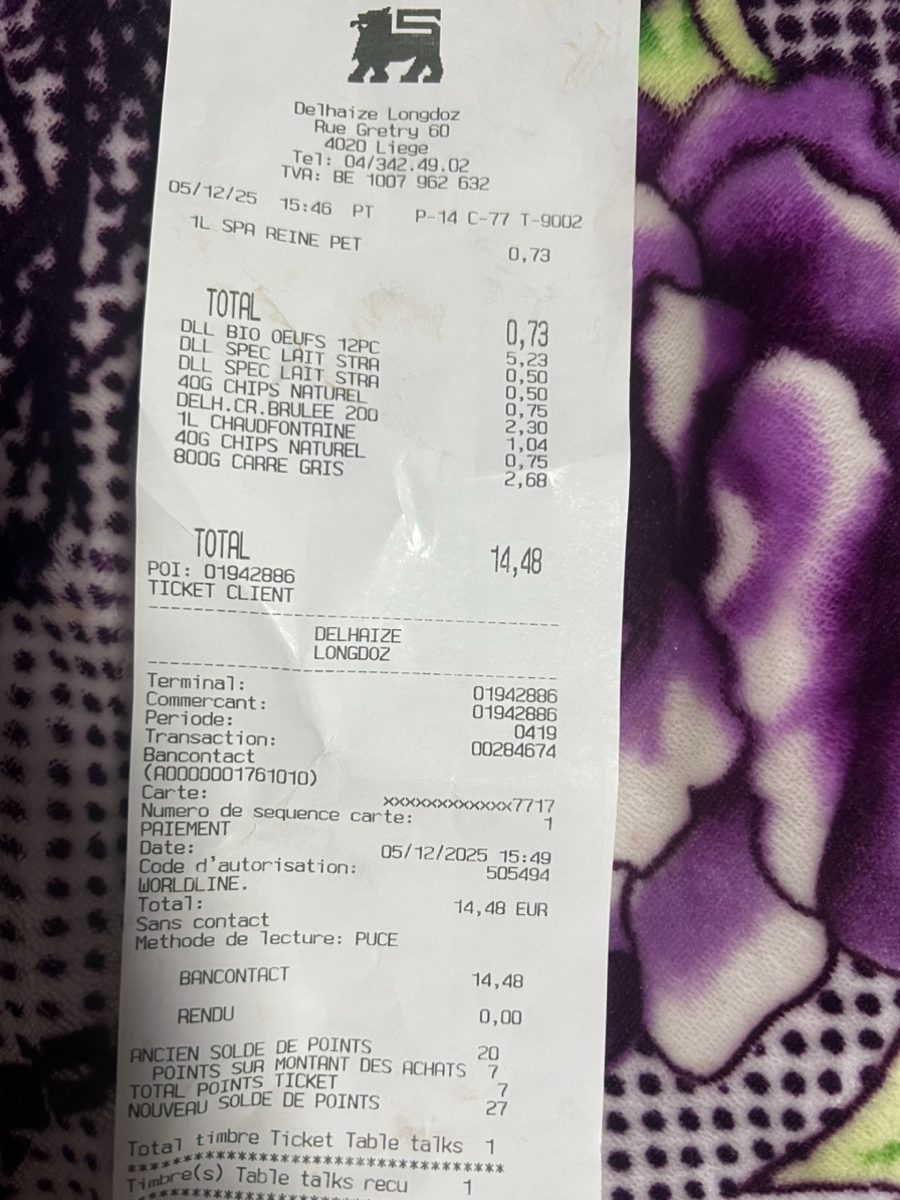 Delhaize Longdoz
Rue Gretry 60
4020 Liege
Tel: 04/342.49.02
TVA: BE 1007 962 632
05/12/25 15:46 PT P-14 C-77 T-9002
1L SPA REINE PET 0,73
TOTAL 0,73
DLL BIO OEUFS 12PC 5,23
DLL SPEC LAIT STRA 0,50
DLL SPEC LAIT STRA 0,50
40G CHIPS NATUREL 0,75
DELH.CR.BRULEE 200 2,30
1L CHAUDFONTAINE 1,04
40G CHIPS NATUREL 0,75
800G CARRE GRIS 2,68
TOTAL 14,48
POI: 01942886
TICKET CLIENT
DELHAIZE
LONGDOZ
Terminal: 01942886
Commercant: 01942886
Periode: 0419
Transaction: 00284674
Bancontact
(A0000001761010)
Carte: xxxxxxxxxxxxx7717
Numero de sequence carte: 1
PAIEMENT
Date: 05/12/2025 15:49
Code d'autorisation: 505494
WORLDLINE.
Total: 14,48 EUR
Sans contact
Methode de lecture: PUCE
BANCONTACT 14,48
RENDU 0,00
ANCIEN SOLDE DE POINTS 20
POINTS SUR MONTANT DES ACHATS 7
TOTAL POINTS TICKET 7
NOUVEAU SOLDE DE POINTS 27
Total timbre Ticket Table talks 1
***********************************
Timbre(s) Table talks recu 1